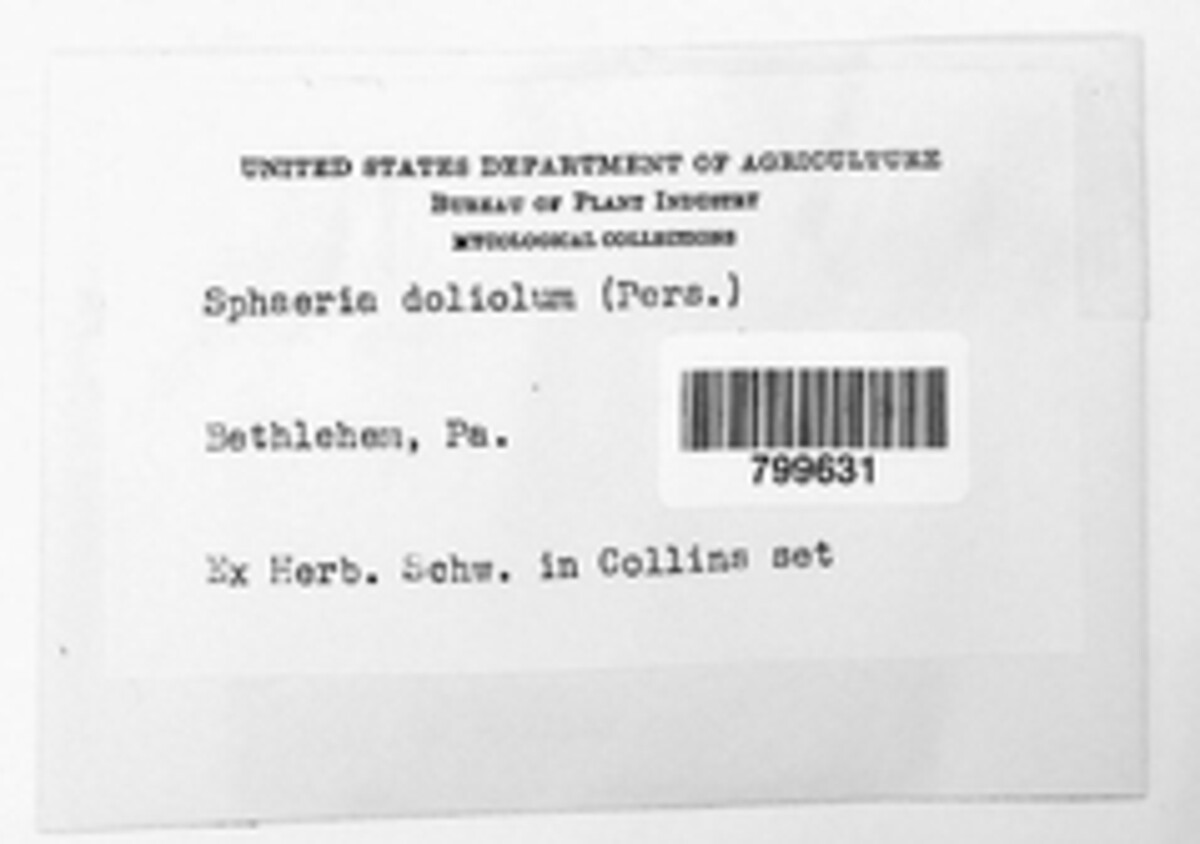 UNITED STATES DEPARTMENT OF AGRICULTURE
BUREAU OF PLANT INDUSTRY
MYCOLOGICAL COLLECTIONS
Sphaeria doliolum (Pers.)
Bethlehem, Pa.
799631
Ex Herb. Schw. in Collins set